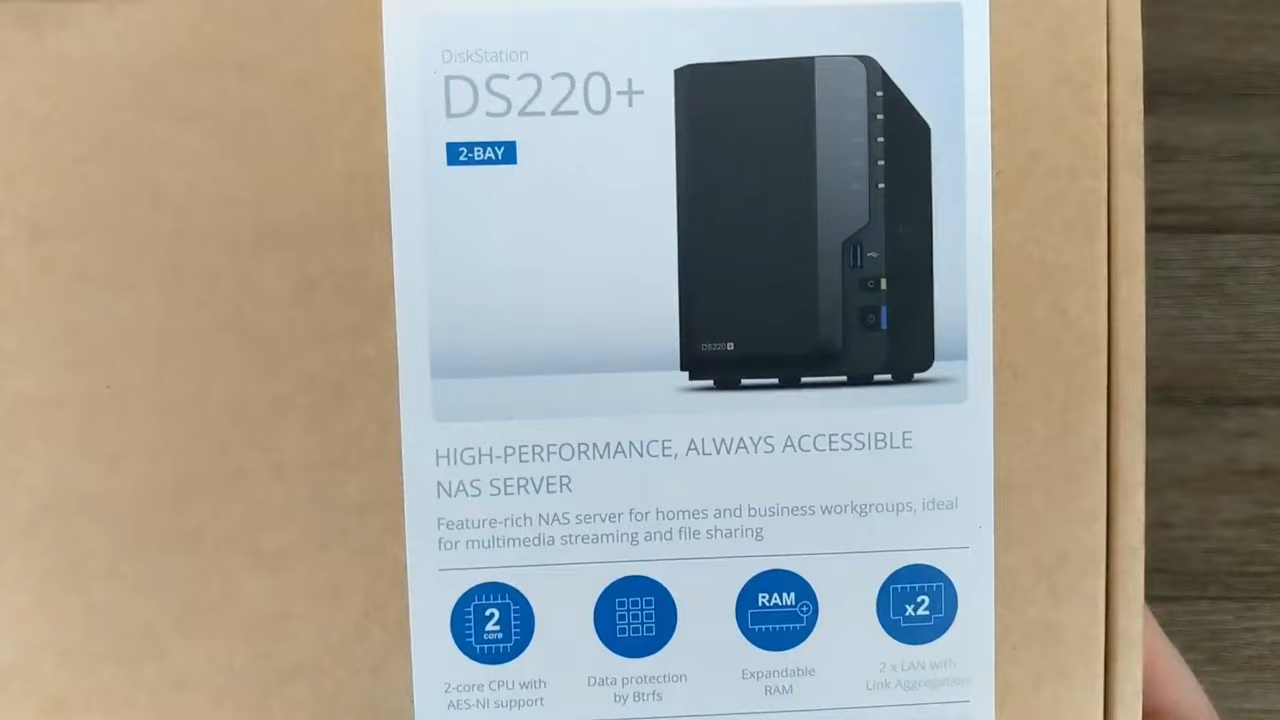 DiskStation
DS220+
2-BAY
DS220+
HIGH-PERFORMANCE, ALWAYS ACCESSIBLE
NAS SERVER
Feature-rich NAS server for homes and business workgroups, ideal
for multimedia streaming and file sharing
2
core
2-core CPU with
AES-NI support
Data protection
by Btrfs
RAM
Expandable
RAM
x2
2 x LAN with
Link Aggregation